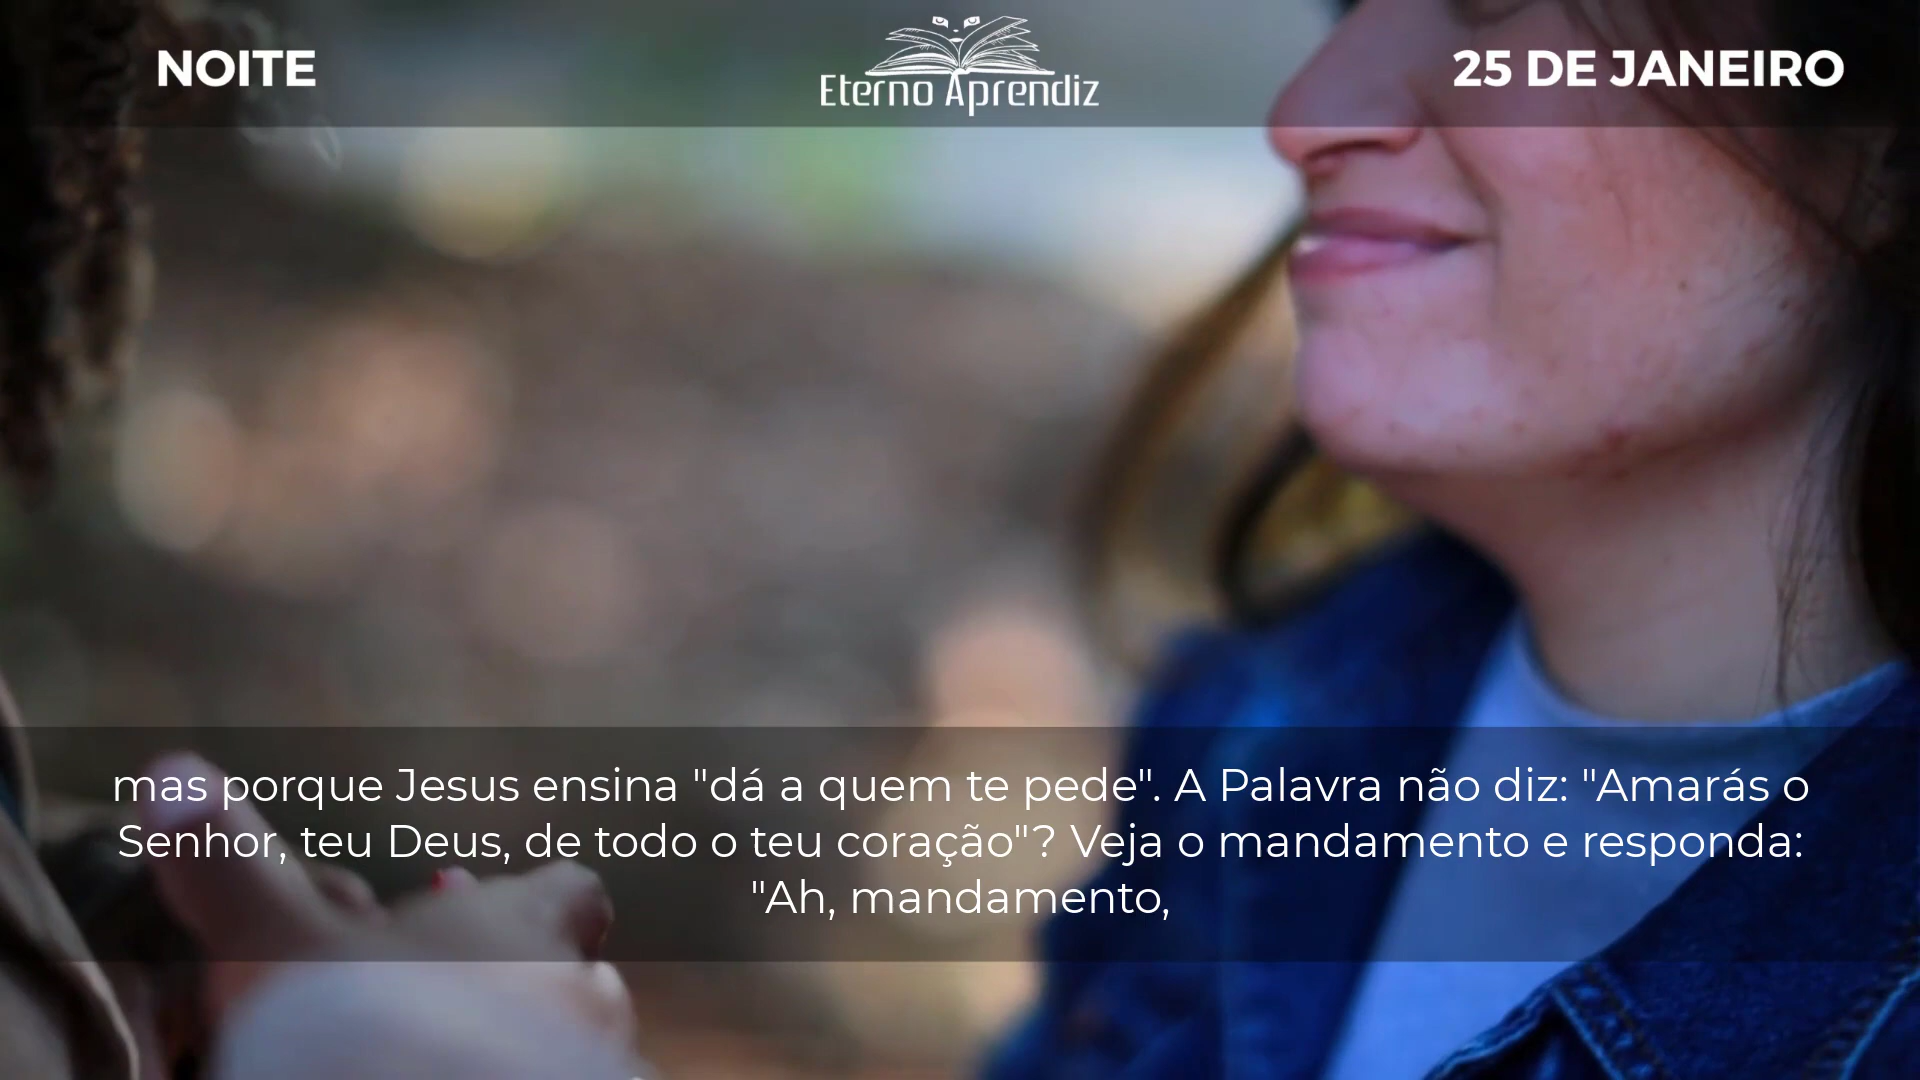 NOITE
Eterno Aprendiz
25 DE JANEIRO
mas porque Jesus ensina "dá a quem te pede". A Palavra não diz: "Amarás o
Senhor, teu Deus, de todo o teu coração"? Veja o mandamento e responda:
"Ah, mandamento,